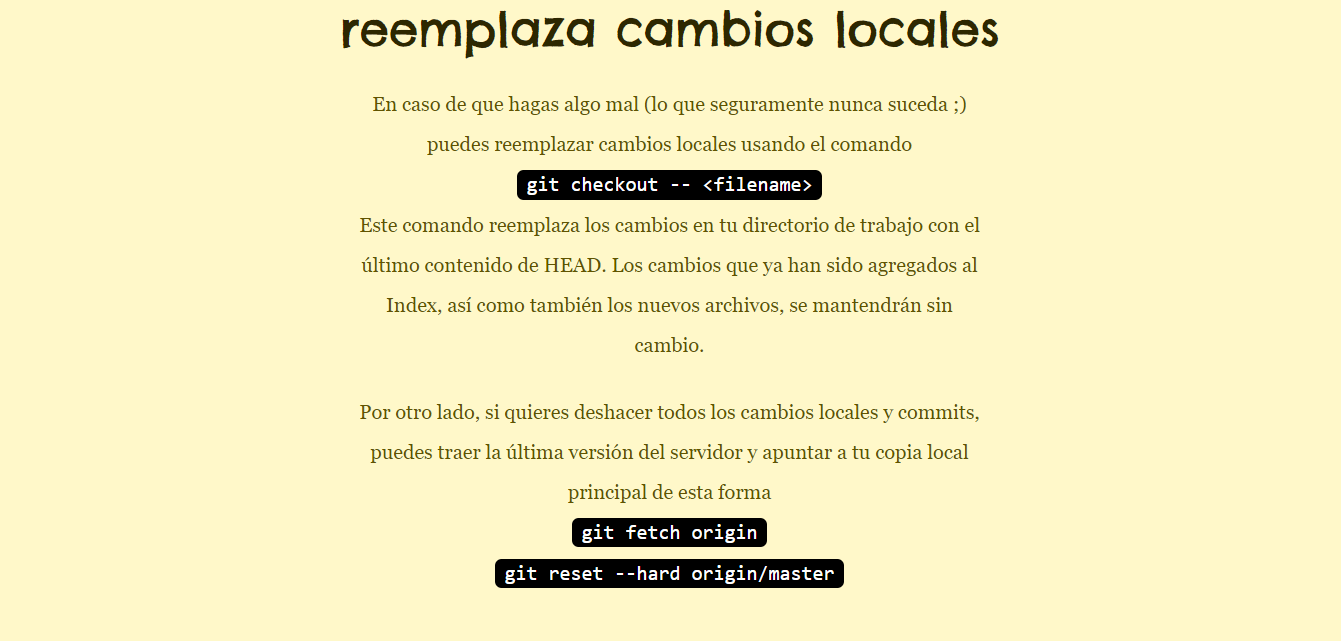 reemplaza cambios locales
En caso de que hagas algo mal (lo que seguramente nunca suceda ;)
puedes reemplazar cambios locales usando el comando
git checkout -- <filename>
Este comando reemplaza los cambios en tu directorio de trabajo con el
último contenido de HEAD. Los cambios que ya han sido agregados al
Index, así como también los nuevos archivos, se mantendrán sin
cambio.
Por otro lado, si quieres deshacer todos los cambios locales y commits,
puedes traer la última versión del servidor y apuntar a tu copia local
principal de esta forma
git fetch origin
git reset --hard origin/master